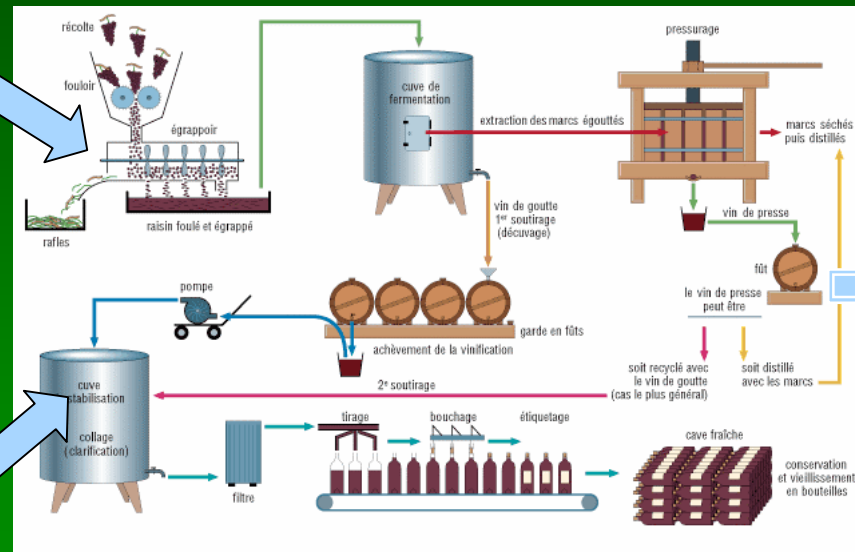 récolte
fouloir
égrappoir
rafles
raisin foulé et égrappé
cuve de
fermentation
extraction des marcs égouttés
pressurage
marcs séchés
puis distillés
vin de presse
fût
vin de goutte
1er soutirage
(décuvage)
le vin de presse
peut être
soit recyclé avec
le vin de goutte
(cas le plus général)
soit distillé
avec les marcs
garde en fûts
achèvement de la vinification
pompe
2e soutirage
cuve
stabilisation
collage
(clarification)
filtre
tirage
bouchage
étiquetage
cave fraîche
conservation
et vieillissement
en bouteilles